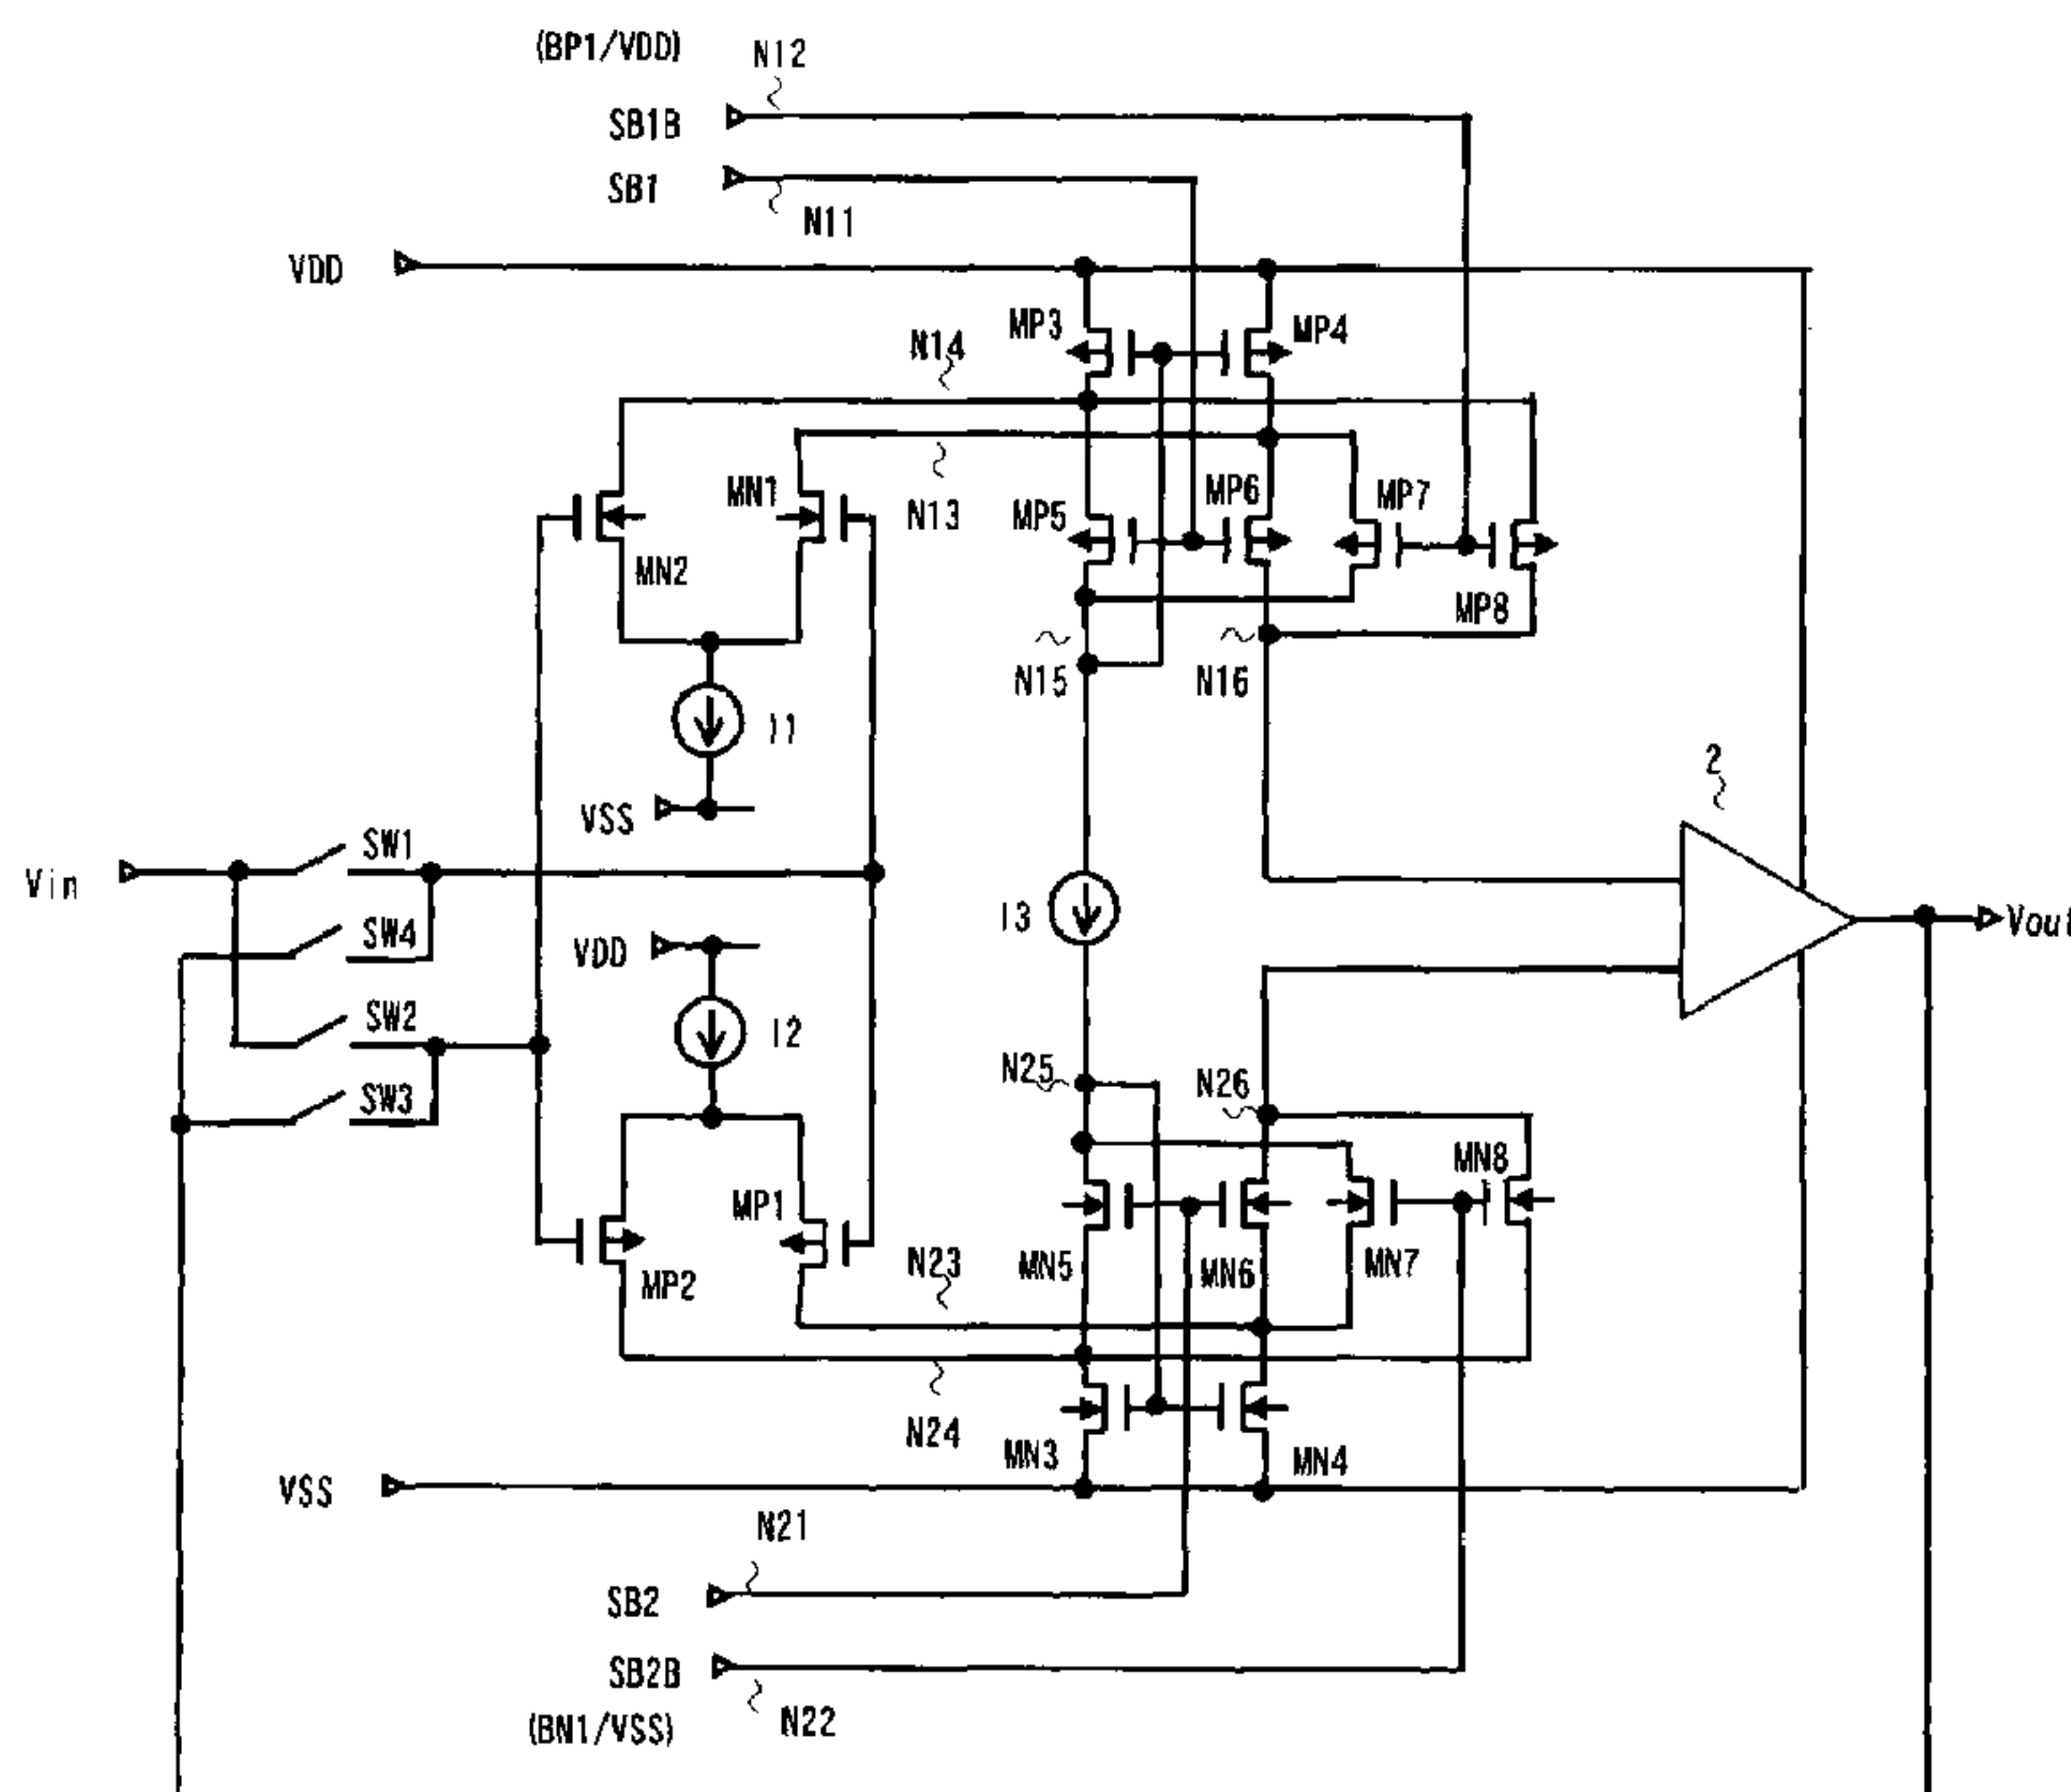 (BP1/VDD)
N12
SB1B
SB1
N11
VDD
MP3
MP4
N14
MN1
N13
MP5
MP6
MP7
MN2
MP8
N15
N16
I1
2
VSS
SW1
Vin
I3
Vout
SW4
VDD
SW2
I2
N25
N26
SW3
MN8
MP1
N23
MN5
MN6
MN7
MP2
N24
MN3
MN4
VSS
N21
SB2
SB2B
N22
(BN1/VSS)